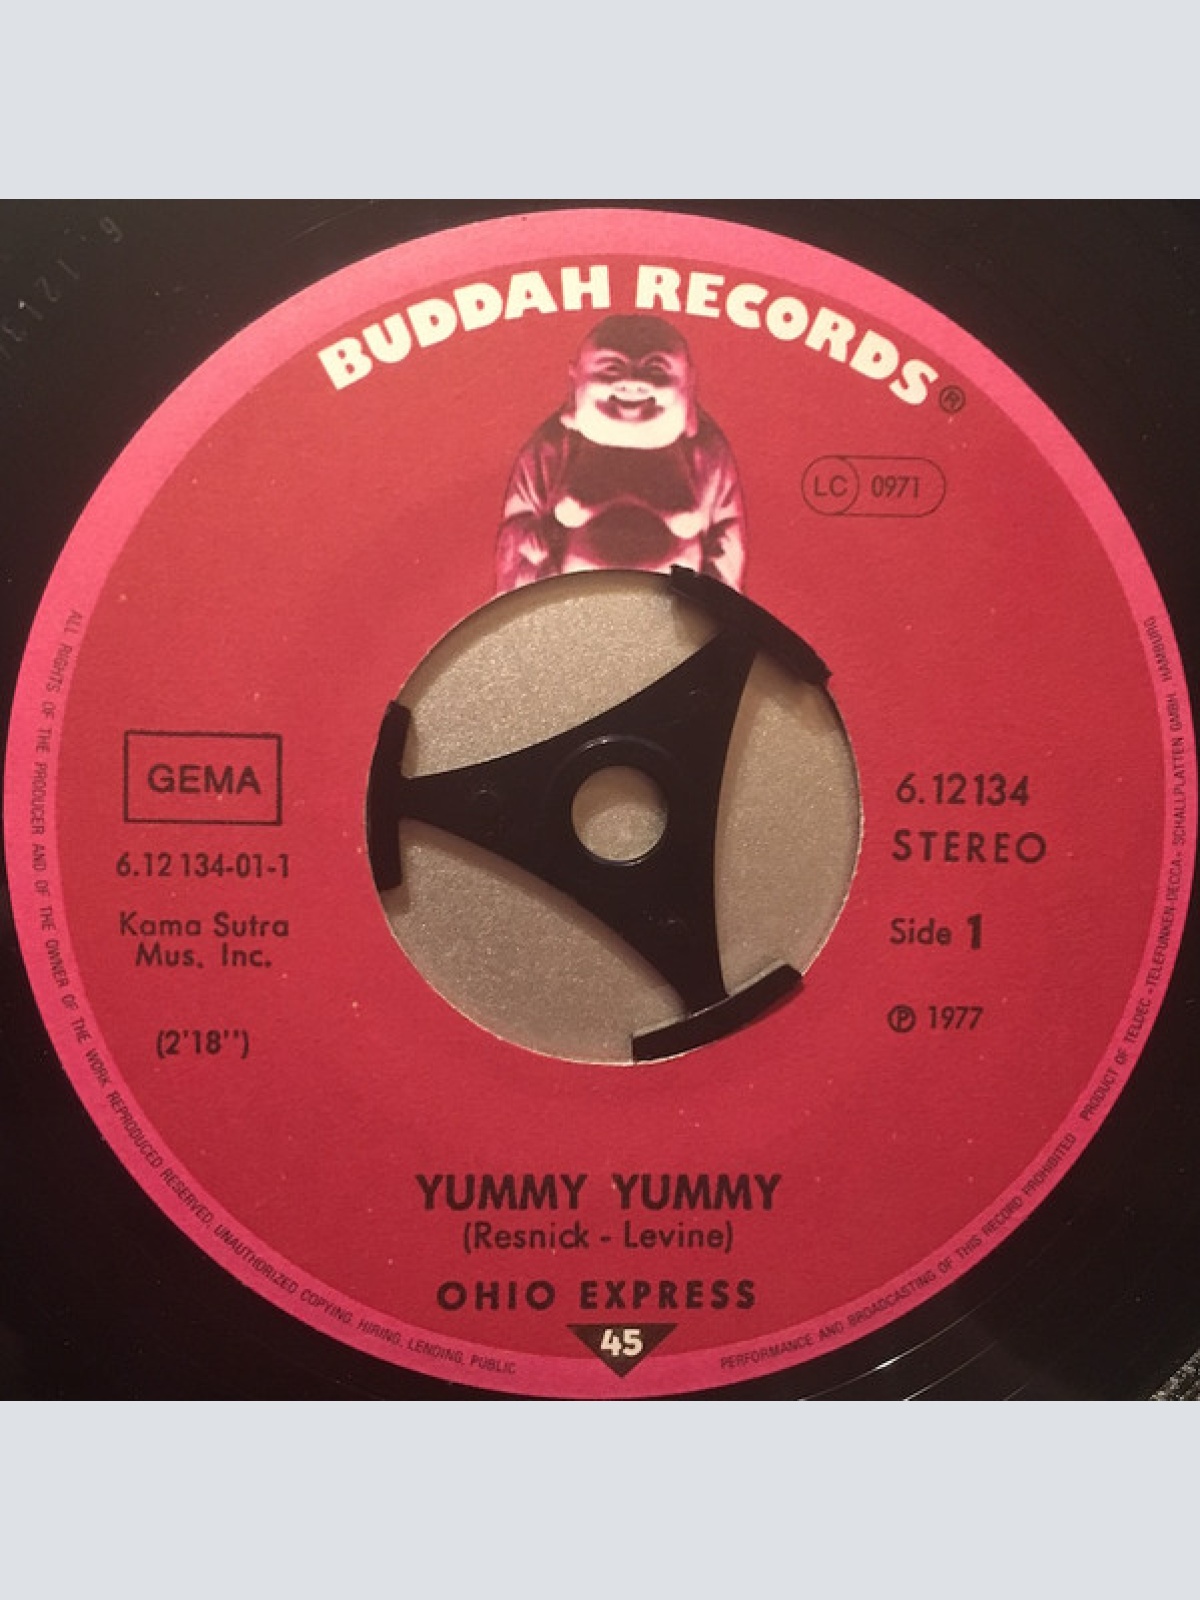 BUDDAH RECORDS ®
LC 0971
GEMA
6.12 134-01-1
Kama Sutra
Mus. Inc.
(2'18'')
6.12134
STEREO
Side 1
Ⓟ 1977
YUMMY YUMMY
(Resnick - Levine)
OHIO EXPRESS
45
ALL RIGHTS OF THE PRODUCER AND OF THE OWNER OF THE WORK REPRODUCED RESERVED. UNAUTHORIZED COPYING, HIRING, LENDING, PUBLIC
PERFORMANCE AND BROADCASTING OF THIS RECORD PROHIBITED
PRODUCT OF TELDEC »TELEFUNKEN-DECCA« SCHALLPLATTEN GMBH. HAMBURG